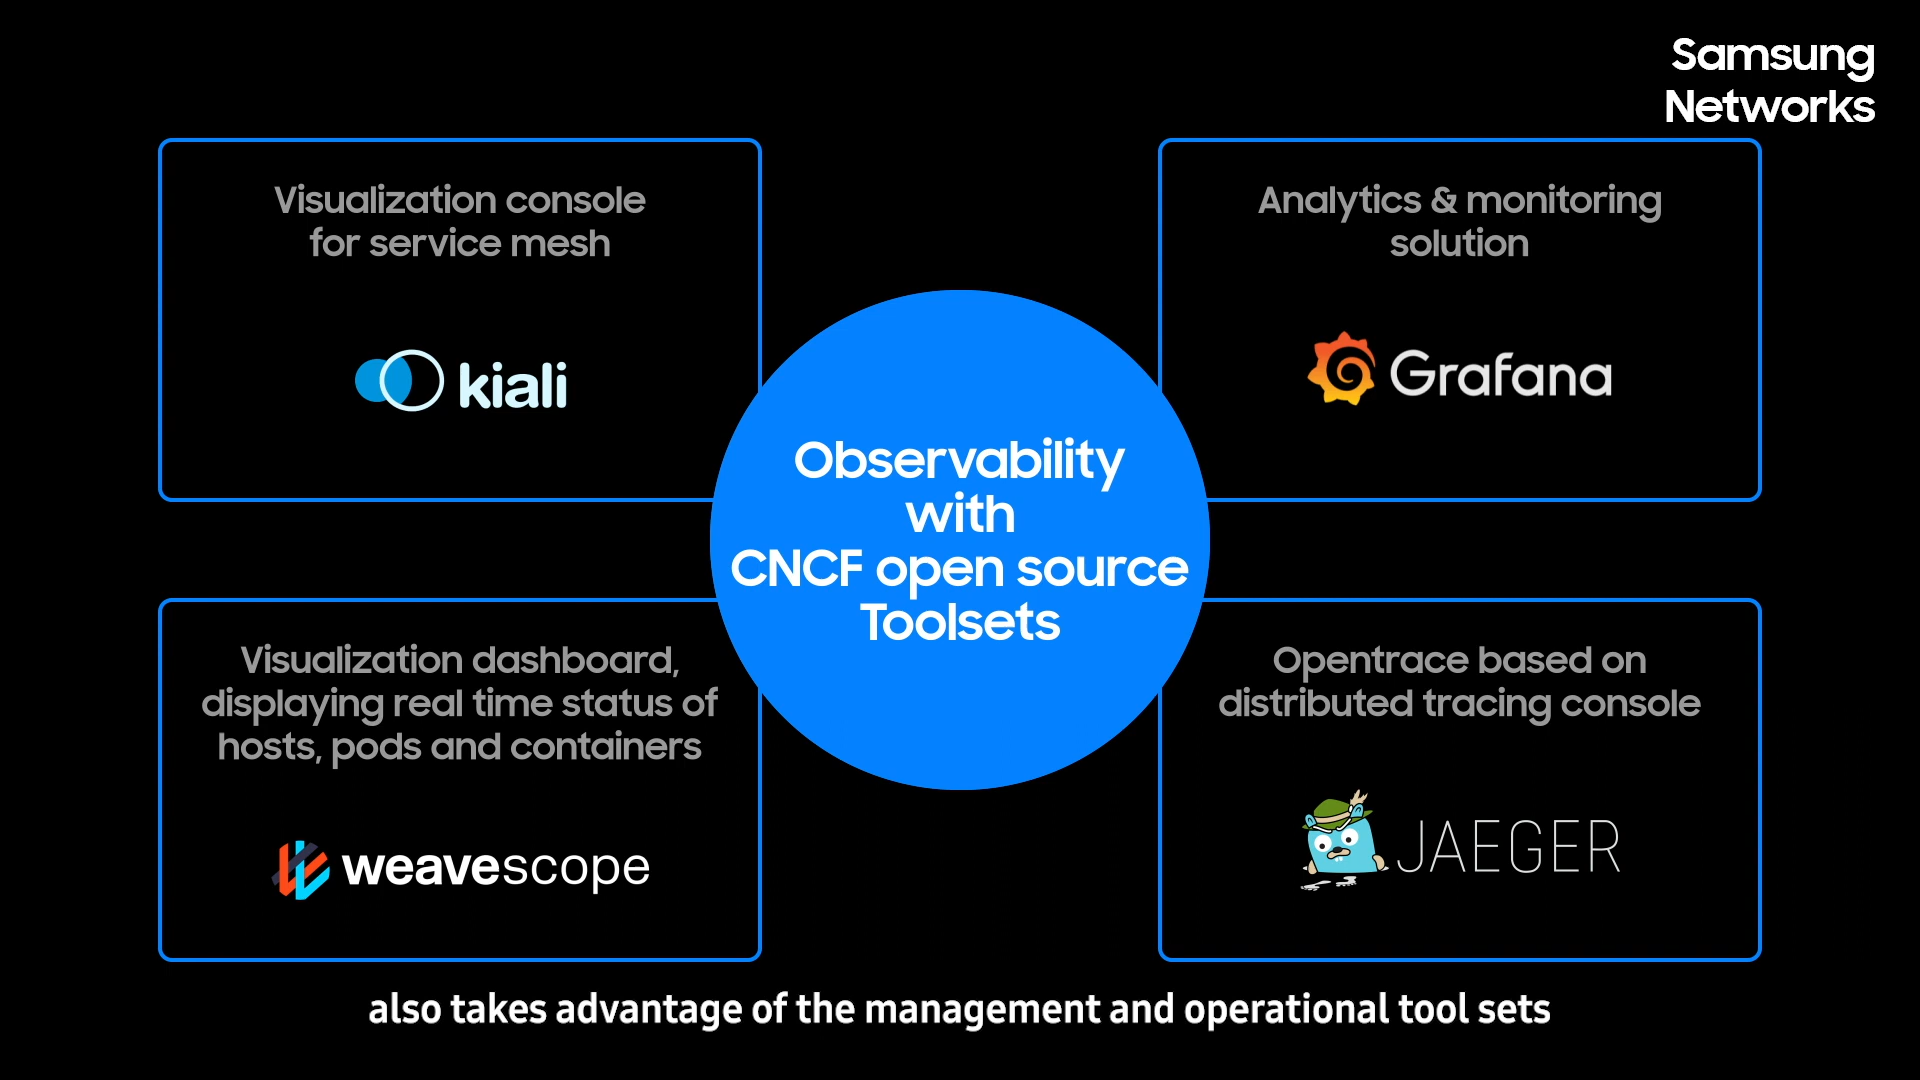 Samsung
Networks
Visualization console
for service mesh
kiali
Analytics & monitoring
solution
Grafana
Observability
with
CNCF open source
Toolsets
Visualization dashboard,
displaying real time status of
hosts, pods and containers
weavescope
Opentrace based on
distributed tracing console
JAEGER
also takes advantage of the management and operational tool sets